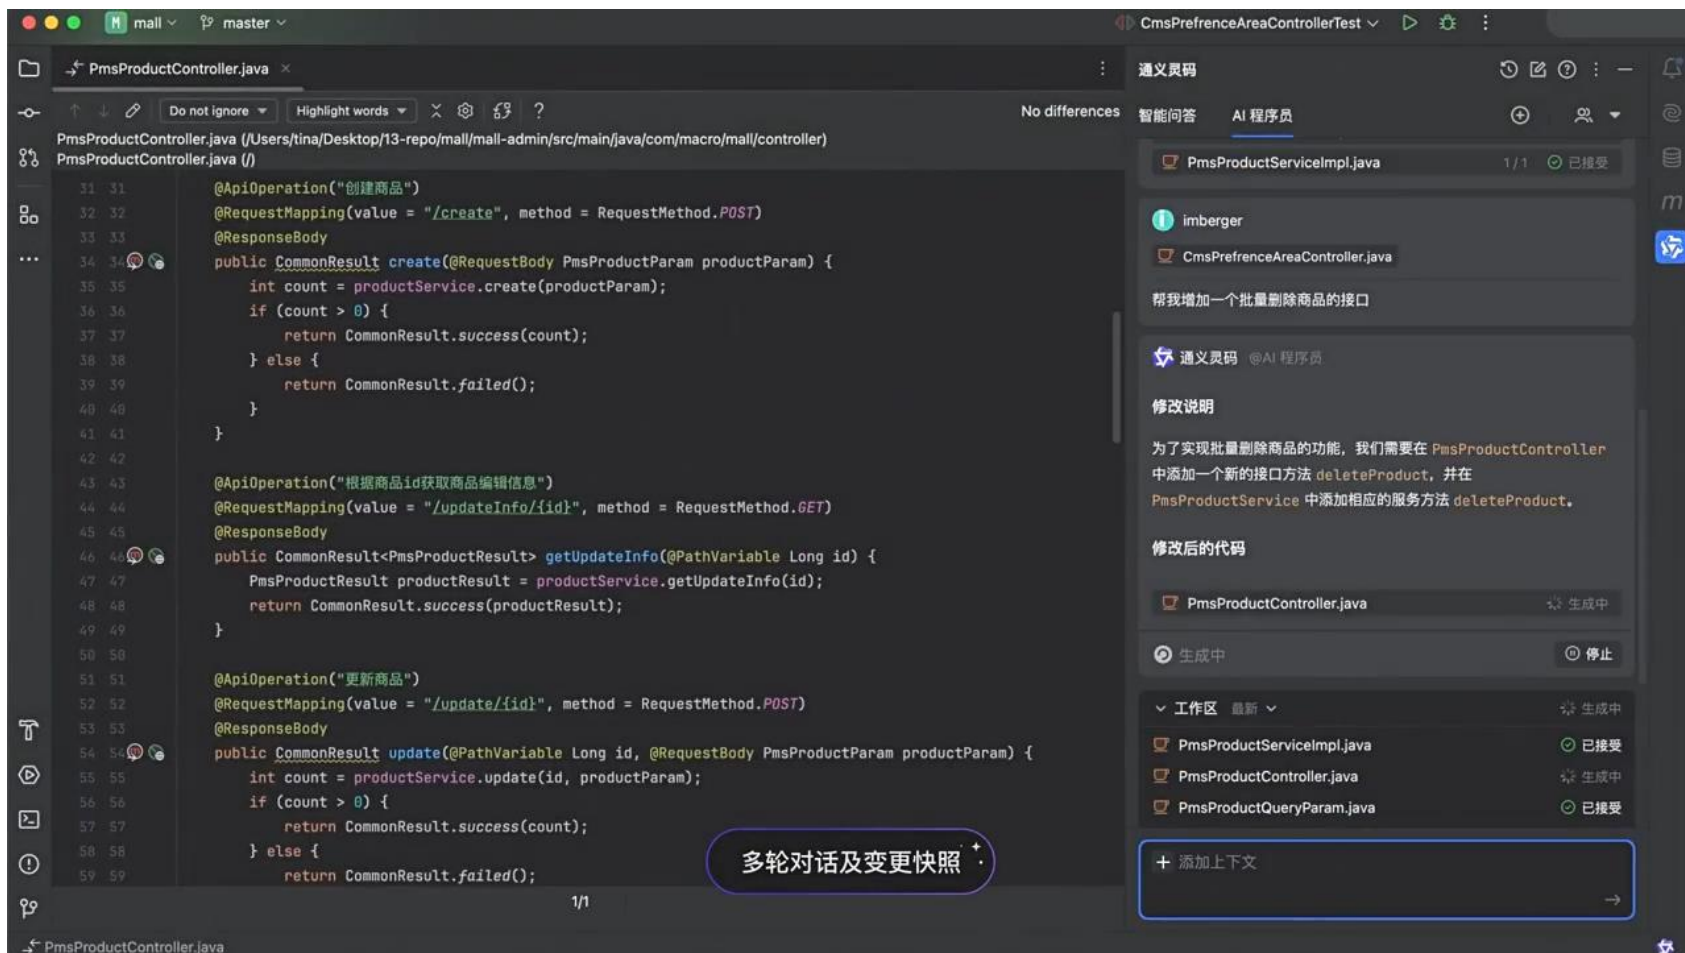 M mall master CmsPrefrenceAreaControllerTest
PmsProductController.java
Do not ignore Highlight words ? No differences
PmsProductController.java (/Users/tina/Desktop/13-repo/mall/mall-admin/src/main/java/com/macro/mall/controller)
PmsProductController.java (/)
31 31 @ApiOperation("创建商品")
32 32 @RequestMapping(value = "/create", method = RequestMethod.POST)
33 33 @ResponseBody
34 34 public CommonResult create(@RequestBody PmsProductParam productParam) {
35 35 int count = productService.create(productParam);
36 36 if (count > 0) {
37 37 return CommonResult.success(count);
38 38 } else {
39 39 return CommonResult.failed();
40 40 }
41 41 }
42 42
43 43 @ApiOperation("根据商品id获取商品编辑信息")
44 44 @RequestMapping(value = "/updateInfo/{id}", method = RequestMethod.GET)
45 45 @ResponseBody
46 46 public CommonResult<PmsProductResult> getUpdateInfo(@PathVariable Long id) {
47 47 PmsProductResult productResult = productService.getUpdateInfo(id);
48 48 return CommonResult.success(productResult);
49 49 }
50 50
51 51 @ApiOperation("更新商品")
52 52 @RequestMapping(value = "/update/{id}", method = RequestMethod.POST)
53 53 @ResponseBody
54 54 public CommonResult update(@PathVariable Long id, @RequestBody PmsProductParam productParam) {
55 55 int count = productService.update(id, productParam);
56 56 if (count > 0) {
57 57 return CommonResult.success(count);
58 58 } else {
59 59 return CommonResult.failed();
1/1
多轮对话及变更快照
PmsProductController.java
通义灵码
智能问答 AI 程序员
PmsProductServiceImpl.java 1/1 已接受
imberger
CmsPrefrenceAreaController.java
帮我增加一个批量删除商品的接口
通义灵码 @AI 程序员
修改说明
为了实现批量删除商品的功能，我们需要在 PmsProductController
中添加一个新的接口方法 deleteProduct，并在
PmsProductService 中添加相应的服务方法 deleteProduct。
修改后的代码
PmsProductController.java 生成中
生成中 停止
工作区 最新 生成中
PmsProductServiceImpl.java 已接受
PmsProductController.java 生成中
PmsProductQueryParam.java 已接受
+ 添加上下文
m